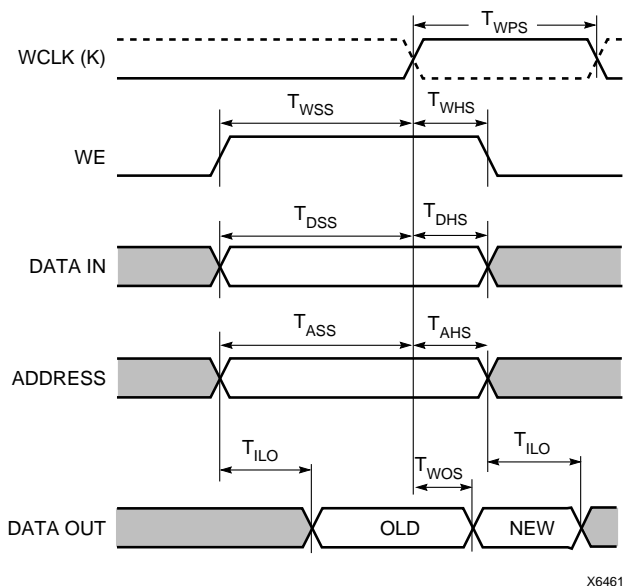 T_WPS
WCLK (K)
T_WSS T_WHS
WE
T_DSS T_DHS
DATA IN
T_ASS T_AHS
ADDRESS
T_ILO T_WOS T_ILO
DATA OUT OLD NEW
X6461